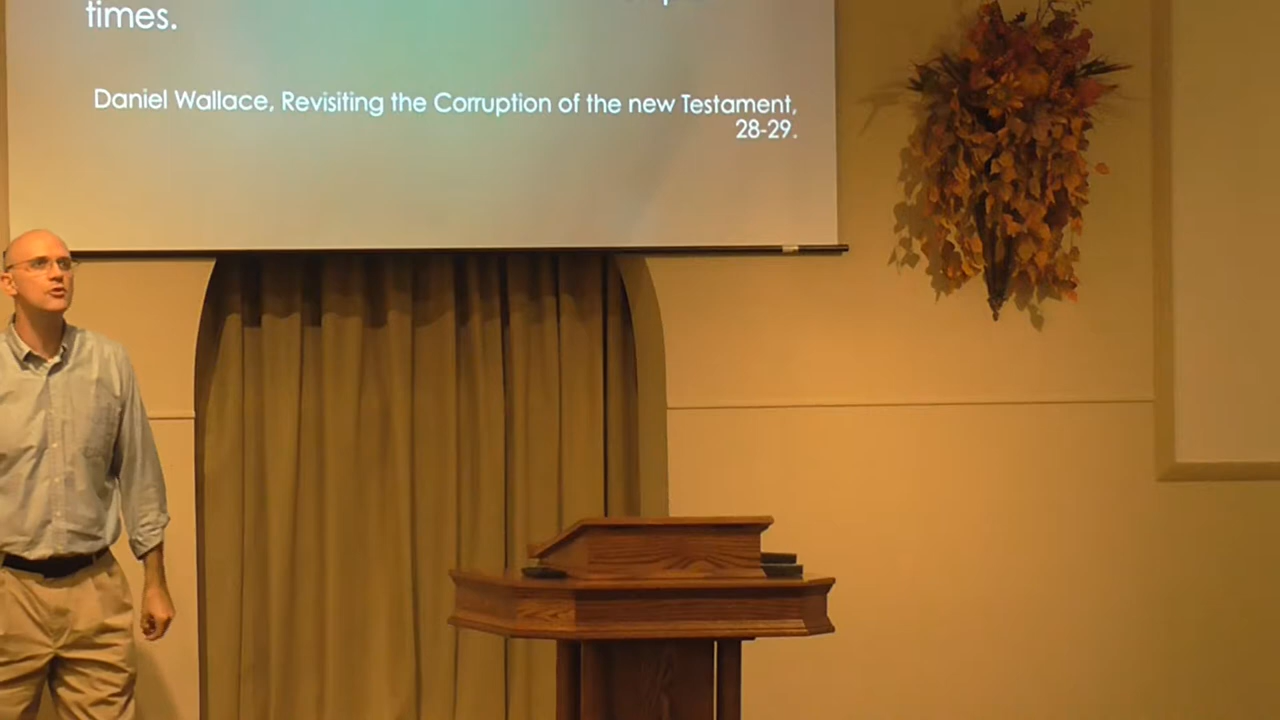 times.
Daniel Wallace, Revisiting the Corruption of the new Testament,
28-29.